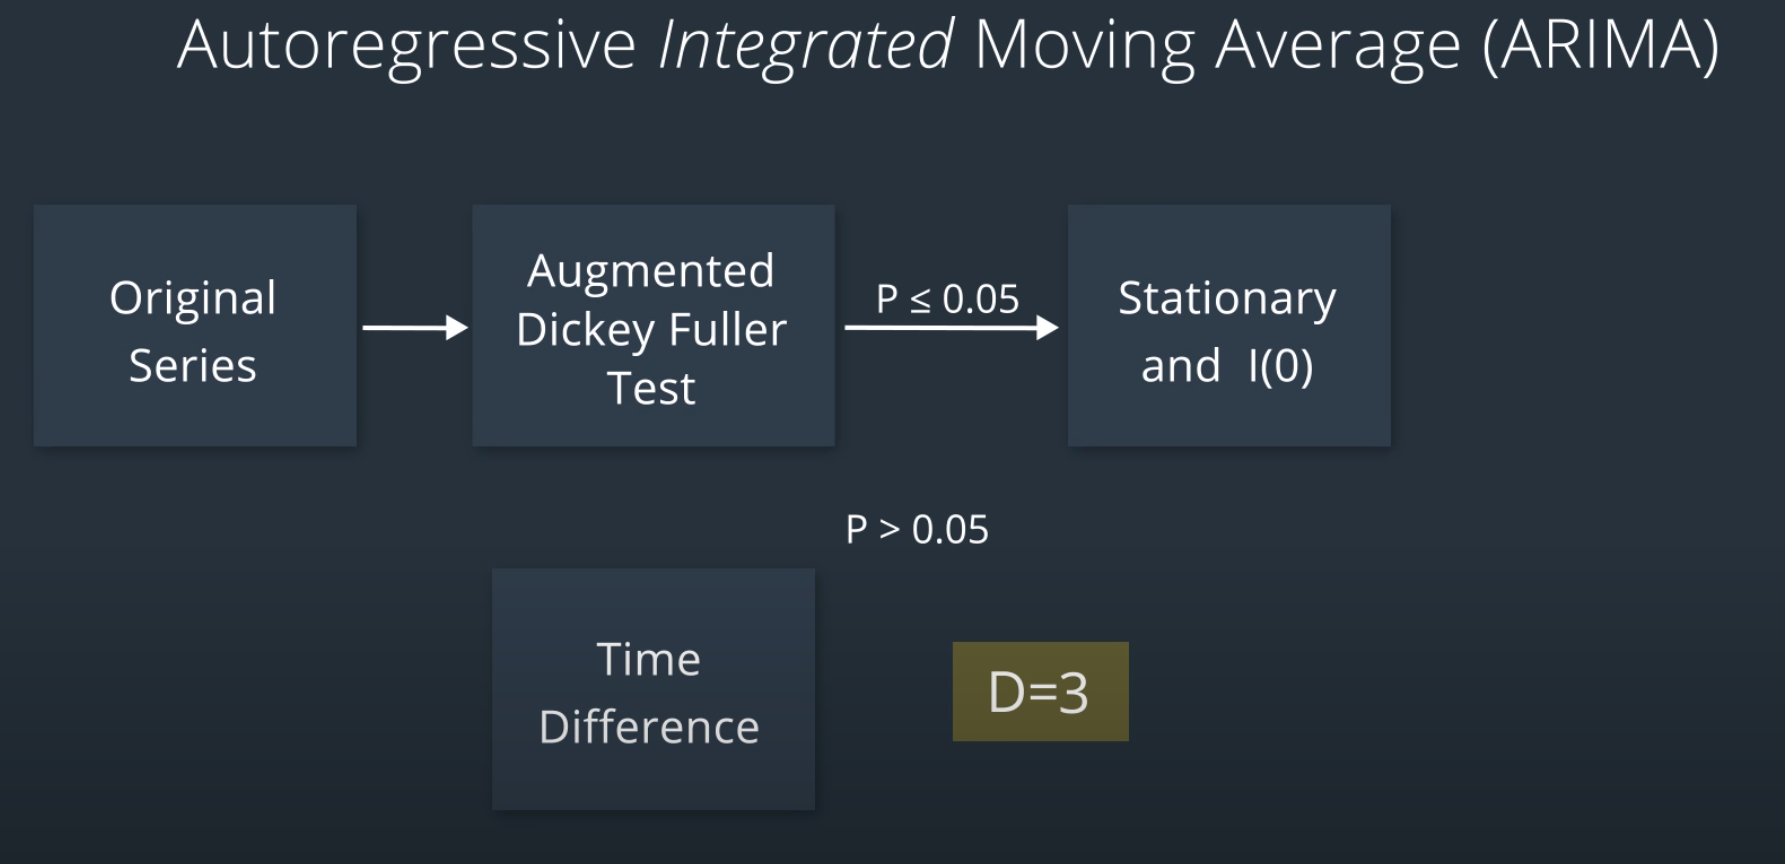 Autoregressive Integrated Moving Average (ARIMA)
Original
Series
Augmented
Dickey Fuller
Test
P ≤ 0.05
Stationary
and I(0)
P > 0.05
Time
Difference
D=3